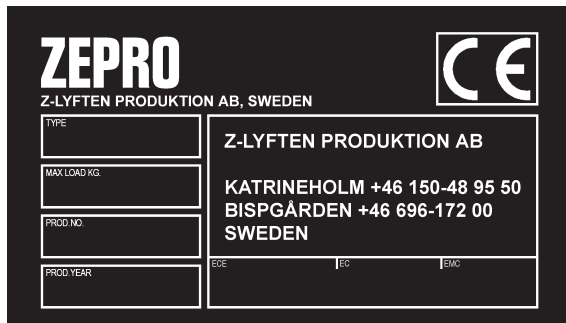 ZEPRO
Z-LYFTEN PRODUKTION AB, SWEDEN
CE
TYPE
MAX LOAD KG.
PROD.NO.
PROD.YEAR
Z-LYFTEN PRODUKTION AB
KATRINEHOLM +46 150-48 95 50
BISPGÅRDEN +46 696-172 00
SWEDEN
ECE
EC
EMC